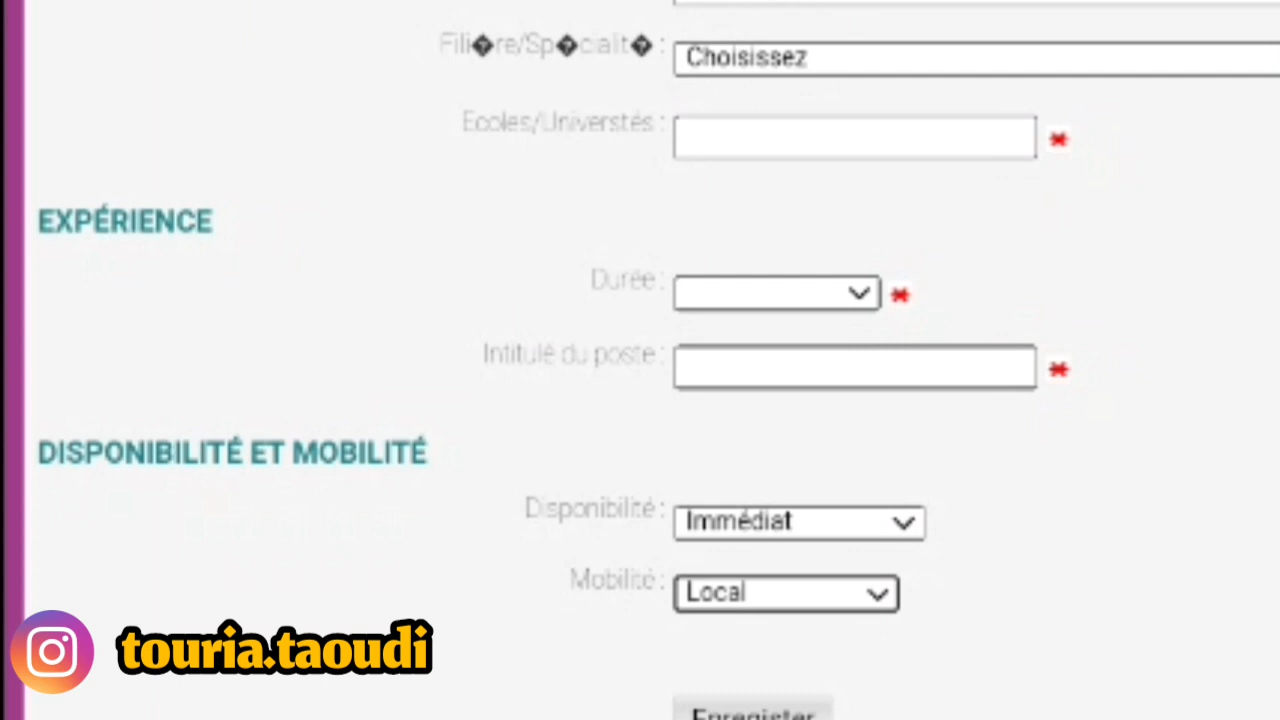 Fili�re/Sp�cialit� : Choisissez
Ecoles/Universtés :
EXPÉRIENCE
Durée :
Intitulé du poste :
DISPONIBILITÉ ET MOBILITÉ
Disponibilité : Immédiat
Mobilité : Local
touria.taoudi
Enregister